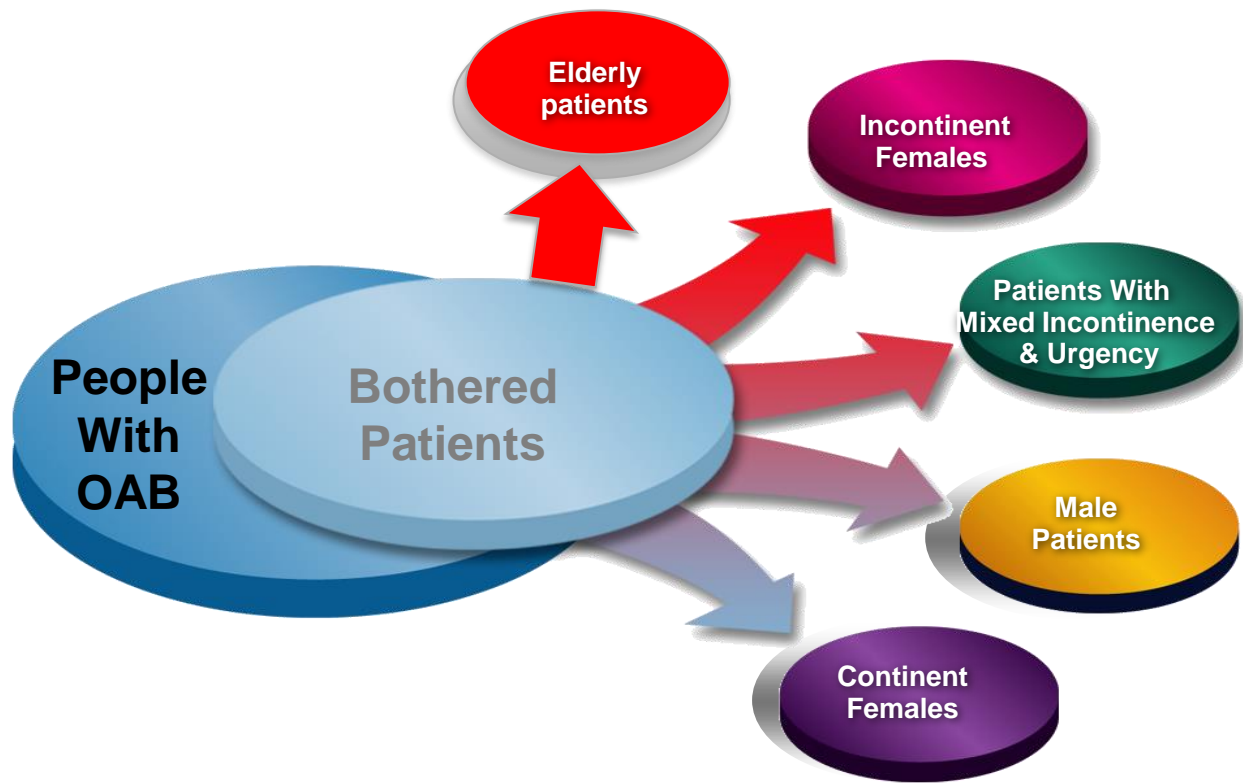 Elderly
patients
Incontinent
Females
Patients With
Mixed Incontinence
& Urgency
People
With
OAB
Bothered
Patients
Male
Patients
Continent
Females